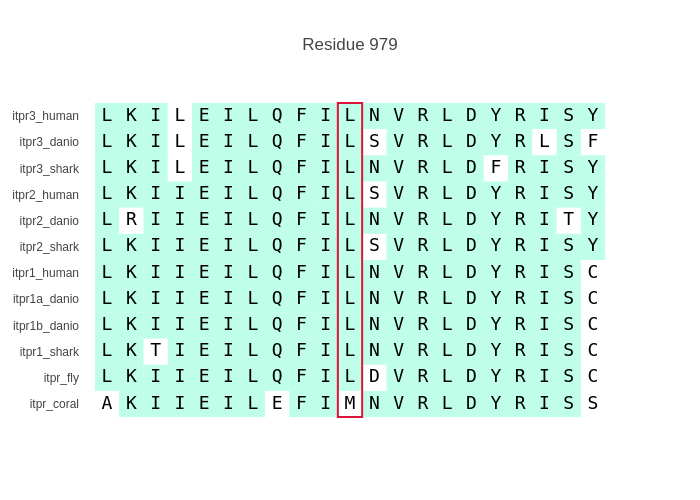 Residue 979
itpr3_human L K I L E I L Q F I L N V R L D Y R I S Y
itpr3_danio L K I L E I L Q F I L S V R L D Y R L S F
itpr3_shark L K I L E I L Q F I L N V R L D F R I S Y
itpr2_human L K I I E I L Q F I L S V R L D Y R I S Y
itpr2_danio L R I I E I L Q F I L N V R L D Y R I T Y
itpr2_shark L K I I E I L Q F I L S V R L D Y R I S Y
itpr1_human L K I I E I L Q F I L N V R L D Y R I S C
itpr1a_danio L K I I E I L Q F I L N V R L D Y R I S C
itpr1b_danio L K I I E I L Q F I L N V R L D Y R I S C
itpr1_shark L K T I E I L Q F I L N V R L D Y R I S C
itpr_fly L K I I E I L Q F I L D V R L D Y R I S C
itpr_coral A K I I E I L E F I M N V R L D Y R I S S